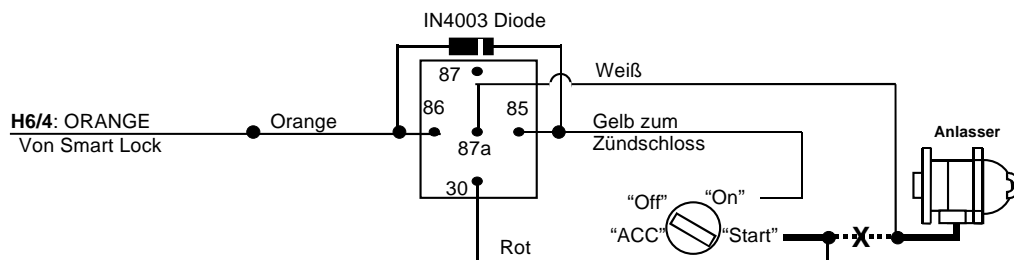 IN4003 Diode
87
Weiß
86
85
H6/4: ORANGE
Orange
Von Smart Lock
87a
Gelb zum
Zündschloss
Anlasser
30
“Off”
“On”
“ACC”
“Start”
X
Rot